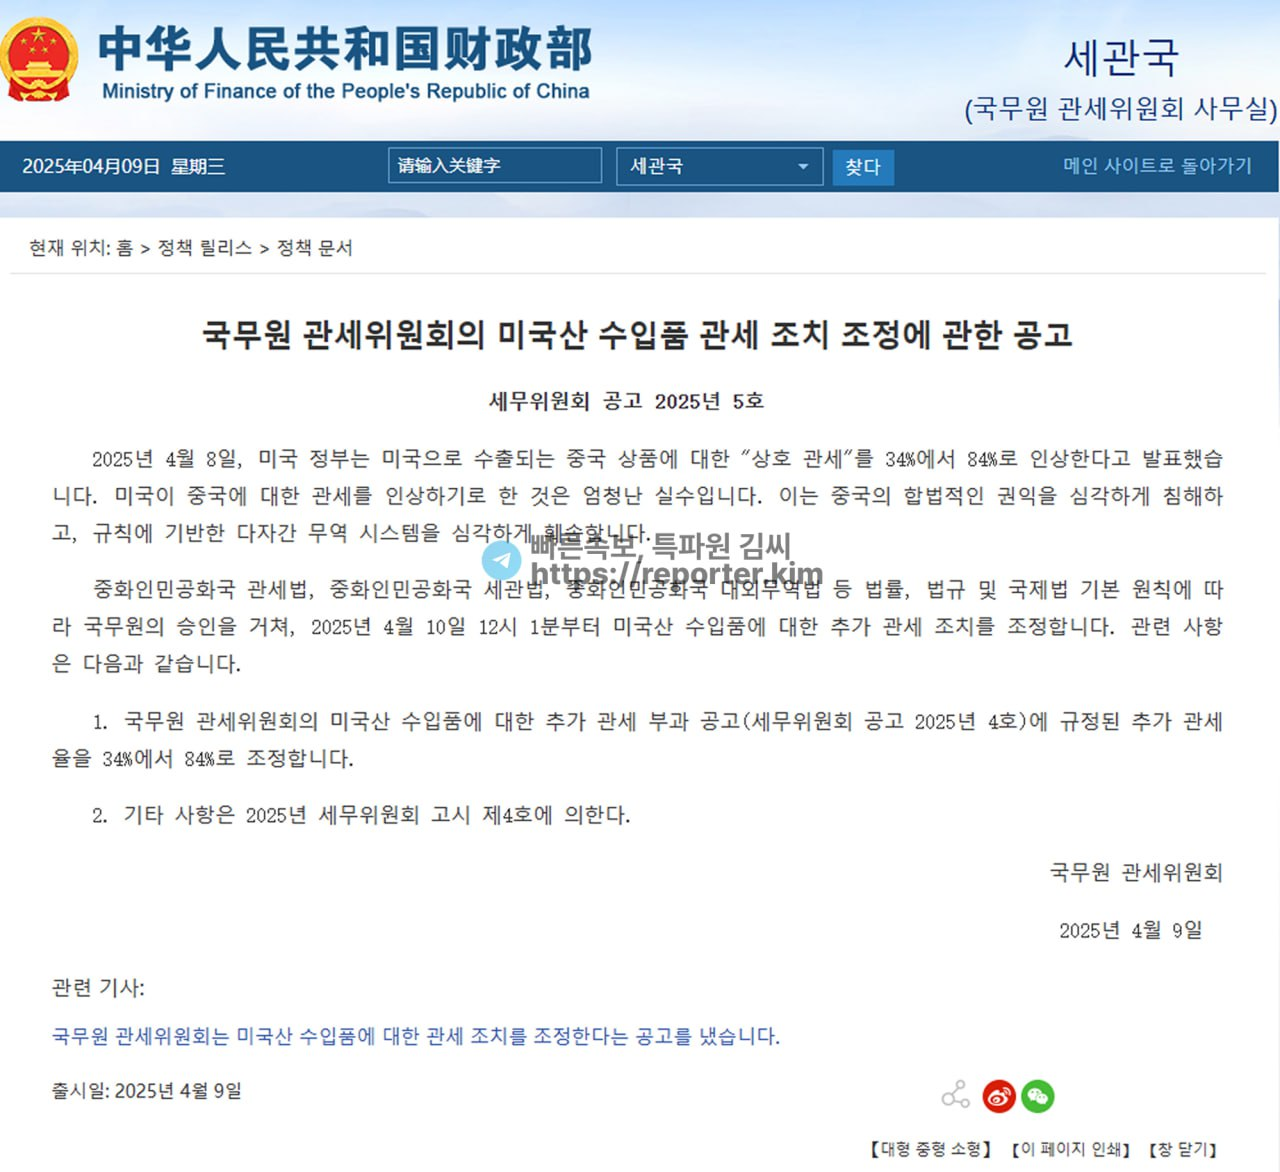 中华人民共和国财政部
Ministry of Finance of the People's Republic of China
세관국
(국무원 관세위원회 사무실)
2025年04月09日 星期三
请输入关键字
세관국
찾다
메인 사이트로 돌아가기
현재 위치: 홈 > 정책 릴리스 > 정책 문서
국무원 관세위원회의 미국산 수입품 관세 조치 조정에 관한 공고
세무위원회 공고 2025년 5호
2025년 4월 8일, 미국 정부는 미국으로 수출되는 중국 상품에 대한 "상호 관세"를 34%에서 84%로 인상한다고 발표했습
니다. 미국이 중국에 대한 관세를 인상하기로 한 것은 엄청난 실수입니다. 이는 중국의 합법적인 권익을 심각하게 침해하
고, 규칙에 기반한 다자간 무역 시스템을 심각하게 훼손합니다.
빠른속보, 특파원 김씨
https://reporter.kim
중화인민공화국 관세법, 중화인민공화국 세관법, 중화인민공화국 대외무역법 등 법률, 법규 및 국제법 기본 원칙에 따
라 국무원의 승인을 거쳐, 2025년 4월 10일 12시 1분부터 미국산 수입품에 대한 추가 관세 조치를 조정합니다. 관련 사항
은 다음과 같습니다.
1. 국무원 관세위원회의 미국산 수입품에 대한 추가 관세 부과 공고(세무위원회 공고 2025년 4호)에 규정된 추가 관세
율을 34%에서 84%로 조정합니다.
2. 기타 사항은 2025년 세무위원회 고시 제4호에 의한다.
국무원 관세위원회
2025년 4월 9일
관련 기사:
국무원 관세위원회는 미국산 수입품에 대한 관세 조치를 조정한다는 공고를 냈습니다.
출시일: 2025년 4월 9일
【대형 중형 소형】 【이 페이지 인쇄】 【창 닫기】